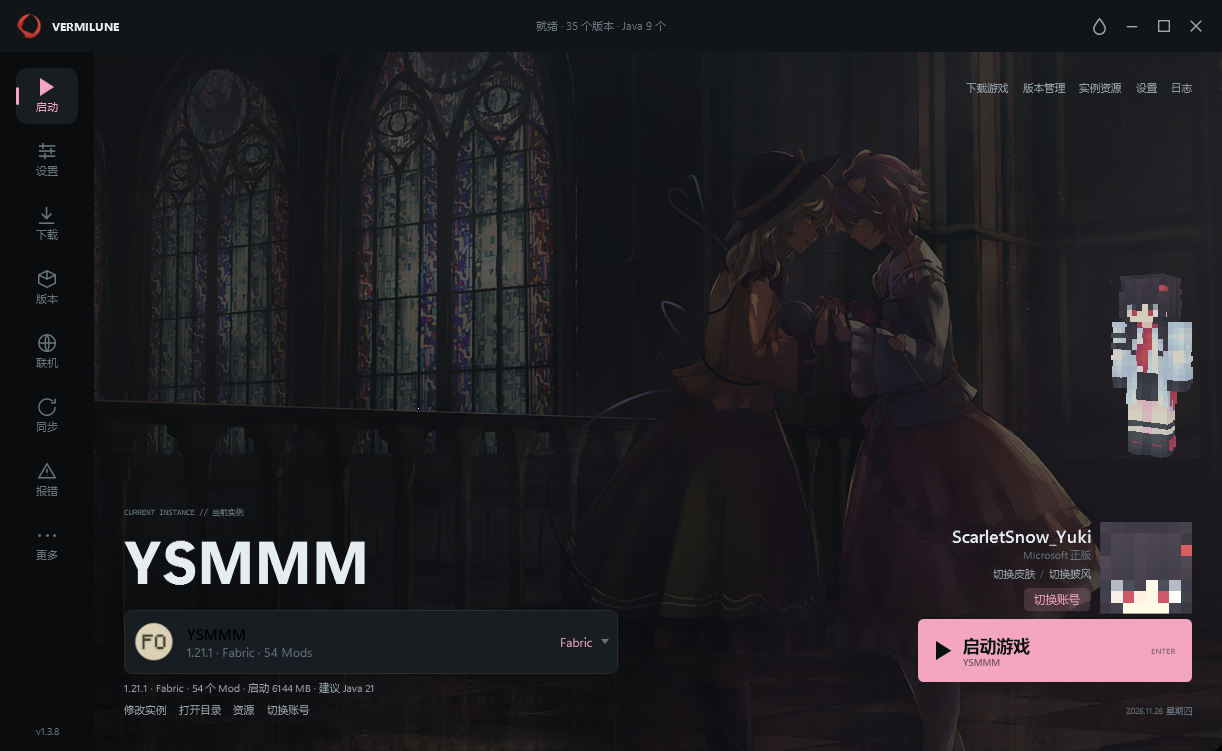 VERMILUNE
就绪 · 35 个版本 · Java 9 个
启动
设置
下载
版本
联机
同步
报错
更多
v1.3.8
下载游戏 版本管理 实例资源 设置 日志
CURRENT INSTANCE // 当前实例
YSMMM
FO
YSMMM
1.21.1 · Fabric · 54 Mods
Fabric
1.21.1 · Fabric · 54 个 Mod · 启动 6144 MB · 建议 Java 21
修改实例 打开目录 资源 切换账号
ScarletSnow_Yuki
Microsoft 正版
切换皮肤 / 切换披风
切换账号
启动游戏
YSMMM
ENTER
2026.11.26 星期四